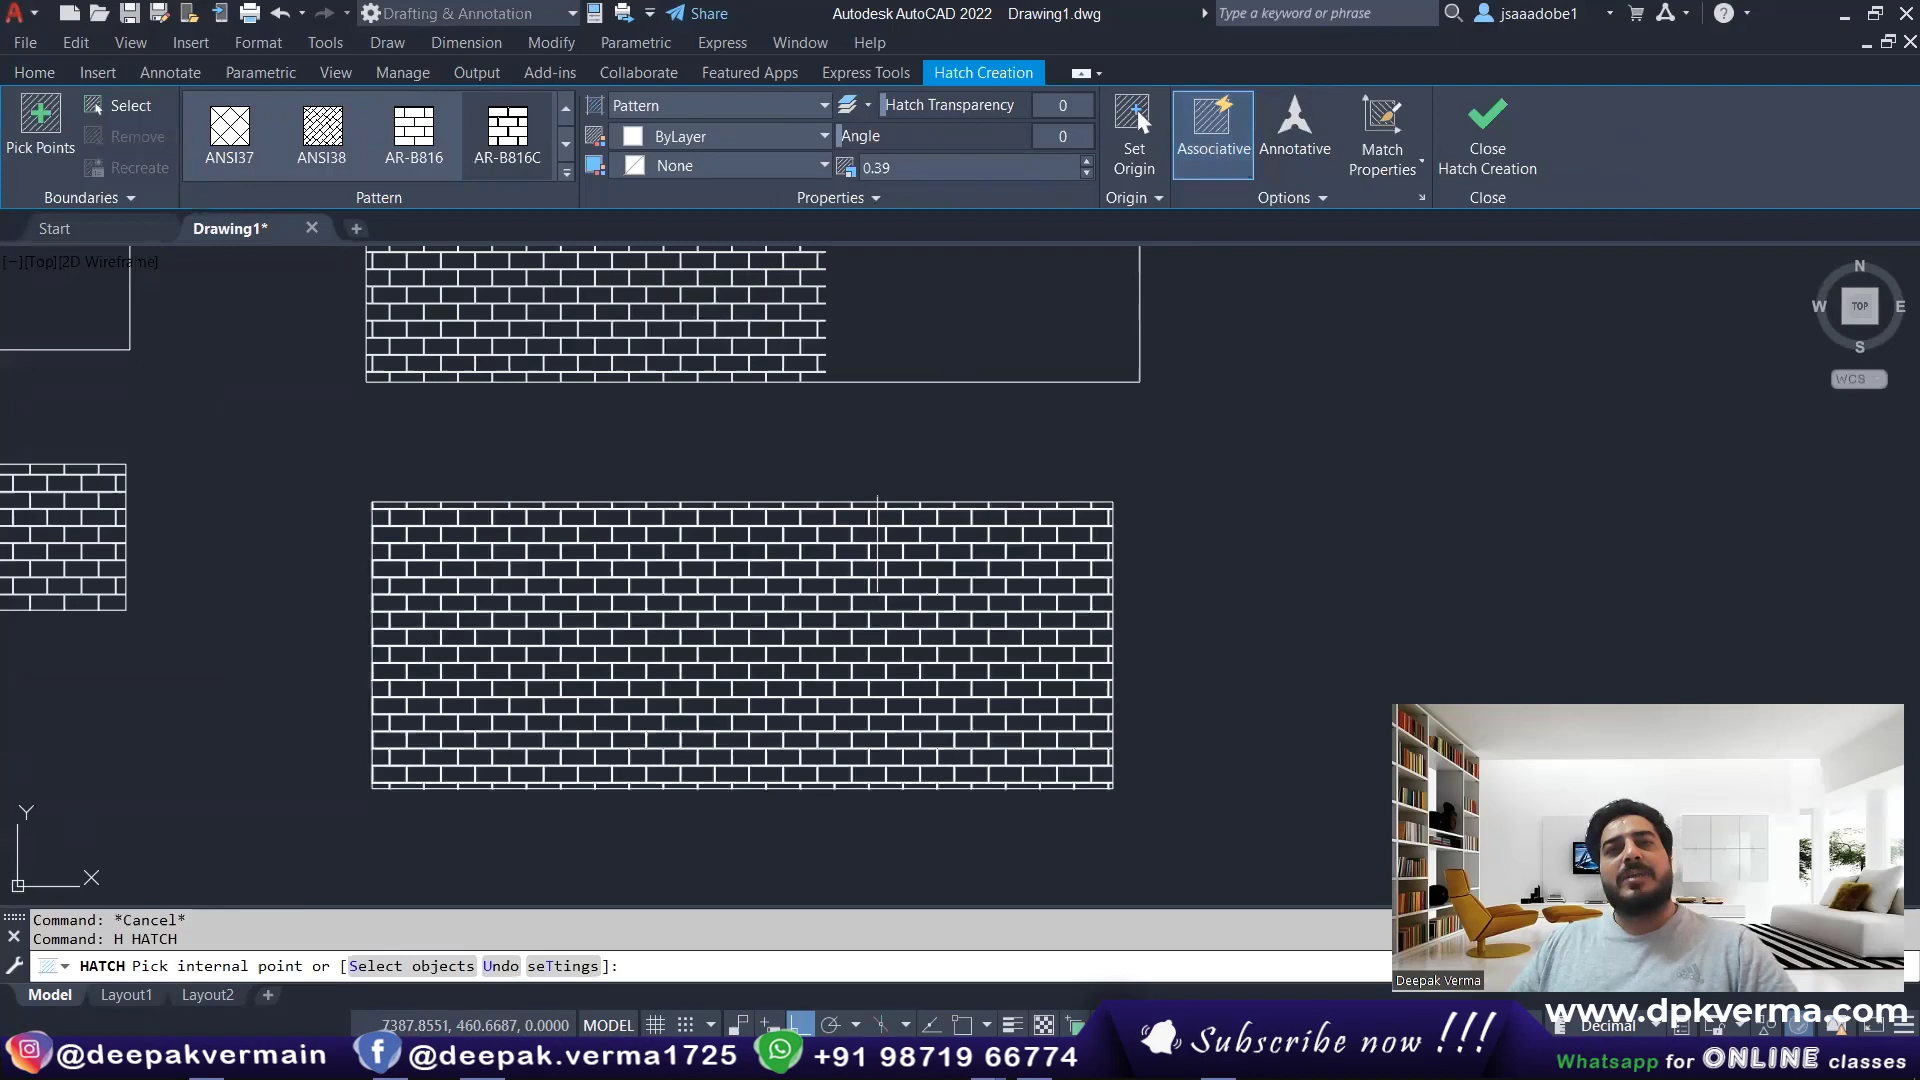 Drafting & Annotation
Share
Autodesk AutoCAD 2022 Drawing1.dwg
Type a keyword or phrase
jsaaadobe1
File Edit View Insert Format Tools Draw Dimension Modify Parametric Express Window Help
Home Insert Annotate Parametric View Manage Output Add-ins Collaborate Featured Apps Express Tools Hatch Creation
Pick Points
Select
Remove
Recreate
Boundaries
ANSI37 ANSI38 AR-B816 AR-B816C
Pattern
Pattern
ByLayer
None
Hatch Transparency 0
Angle 0
0.39
Properties
Set
Origin
Origin
Associative
Annotative
Match
Properties
Options
Close
Hatch Creation
Close
Start Drawing1*
[−][Top][2D Wireframe]
N
W TOP E
S
WCS
Y
X
Command: *Cancel*
Command: H HATCH
HATCH Pick internal point or [Select objects Undo seTtings]:
Deepak Verma
Model Layout1 Layout2
7387.8551, 460.6687, 0.0000 MODEL
Decimal
www.dpkverma.com
@deepakvermain
@deepak.verma1725
+91 98719 66774
Subscribe now !!!
Whatsapp for ONLINE classes